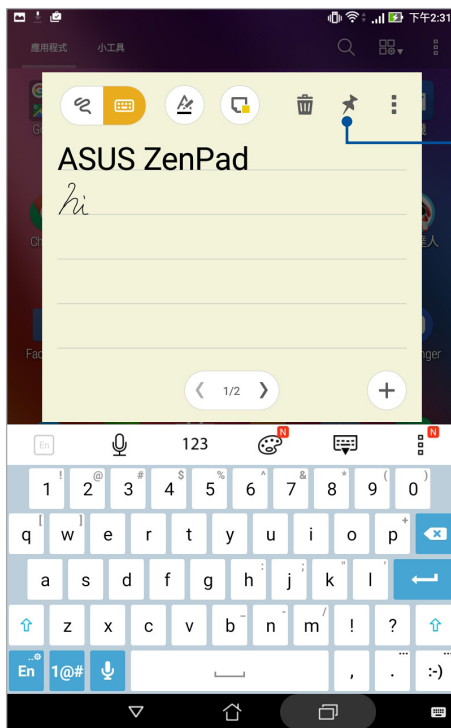 下午2:31
應用程式 小工具
ASUS ZenPad
hi
1/2
En 123 N N
1 ! 2 @ 3 # 4 $ 5 % 6 ^ 7 & 8 * 9 ( 0 )
q [ w ] e r t y u i o p +
a s d f g h : j ; k " l '
z x c v b _ n - m / ! ?
En 1@# , . :-)